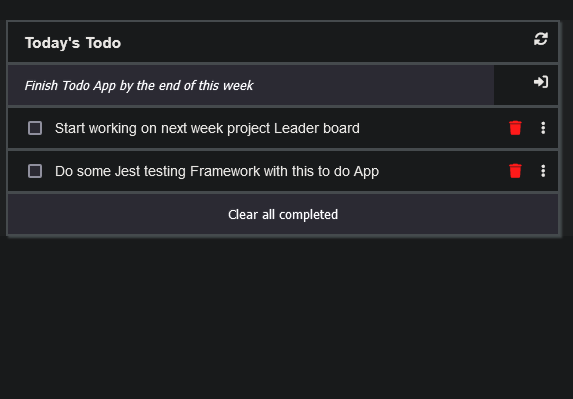 Today's Todo
Finish Todo App by the end of this week
Start working on next week project Leader board
Do some Jest testing Framework with this to do App
Clear all completed